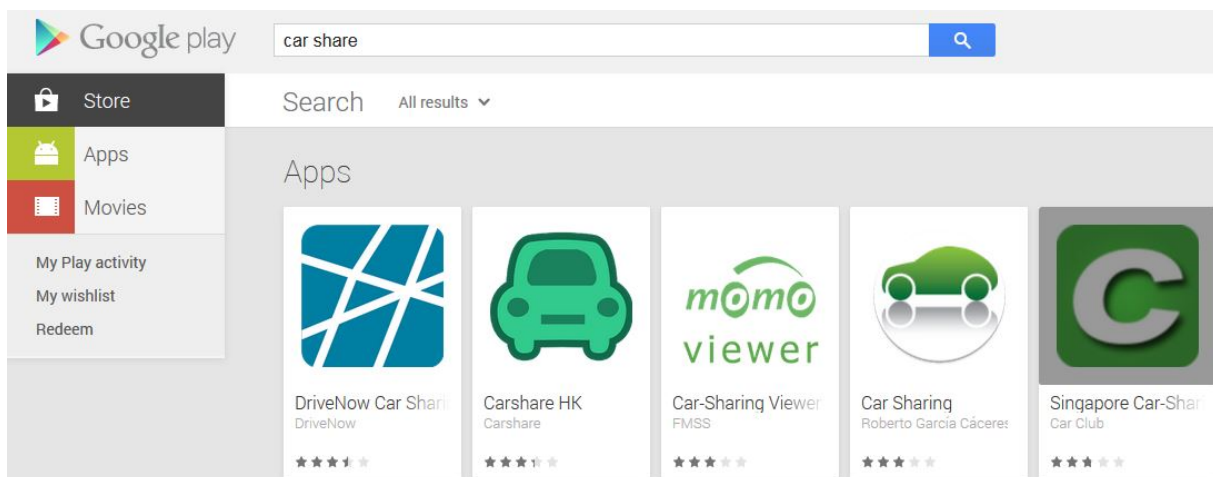 Google play
car share
Store
Search All results
Apps
Movies
My Play activity
My wishlist
Redeem
Apps
momo
viewer
C
DriveNow Car Shari
DriveNow
Carshare HK
Carshare
Car-Sharing Viewer
FMSS
Car Sharing
Roberto García Cáceres
Singapore Car-Shar
Car Club